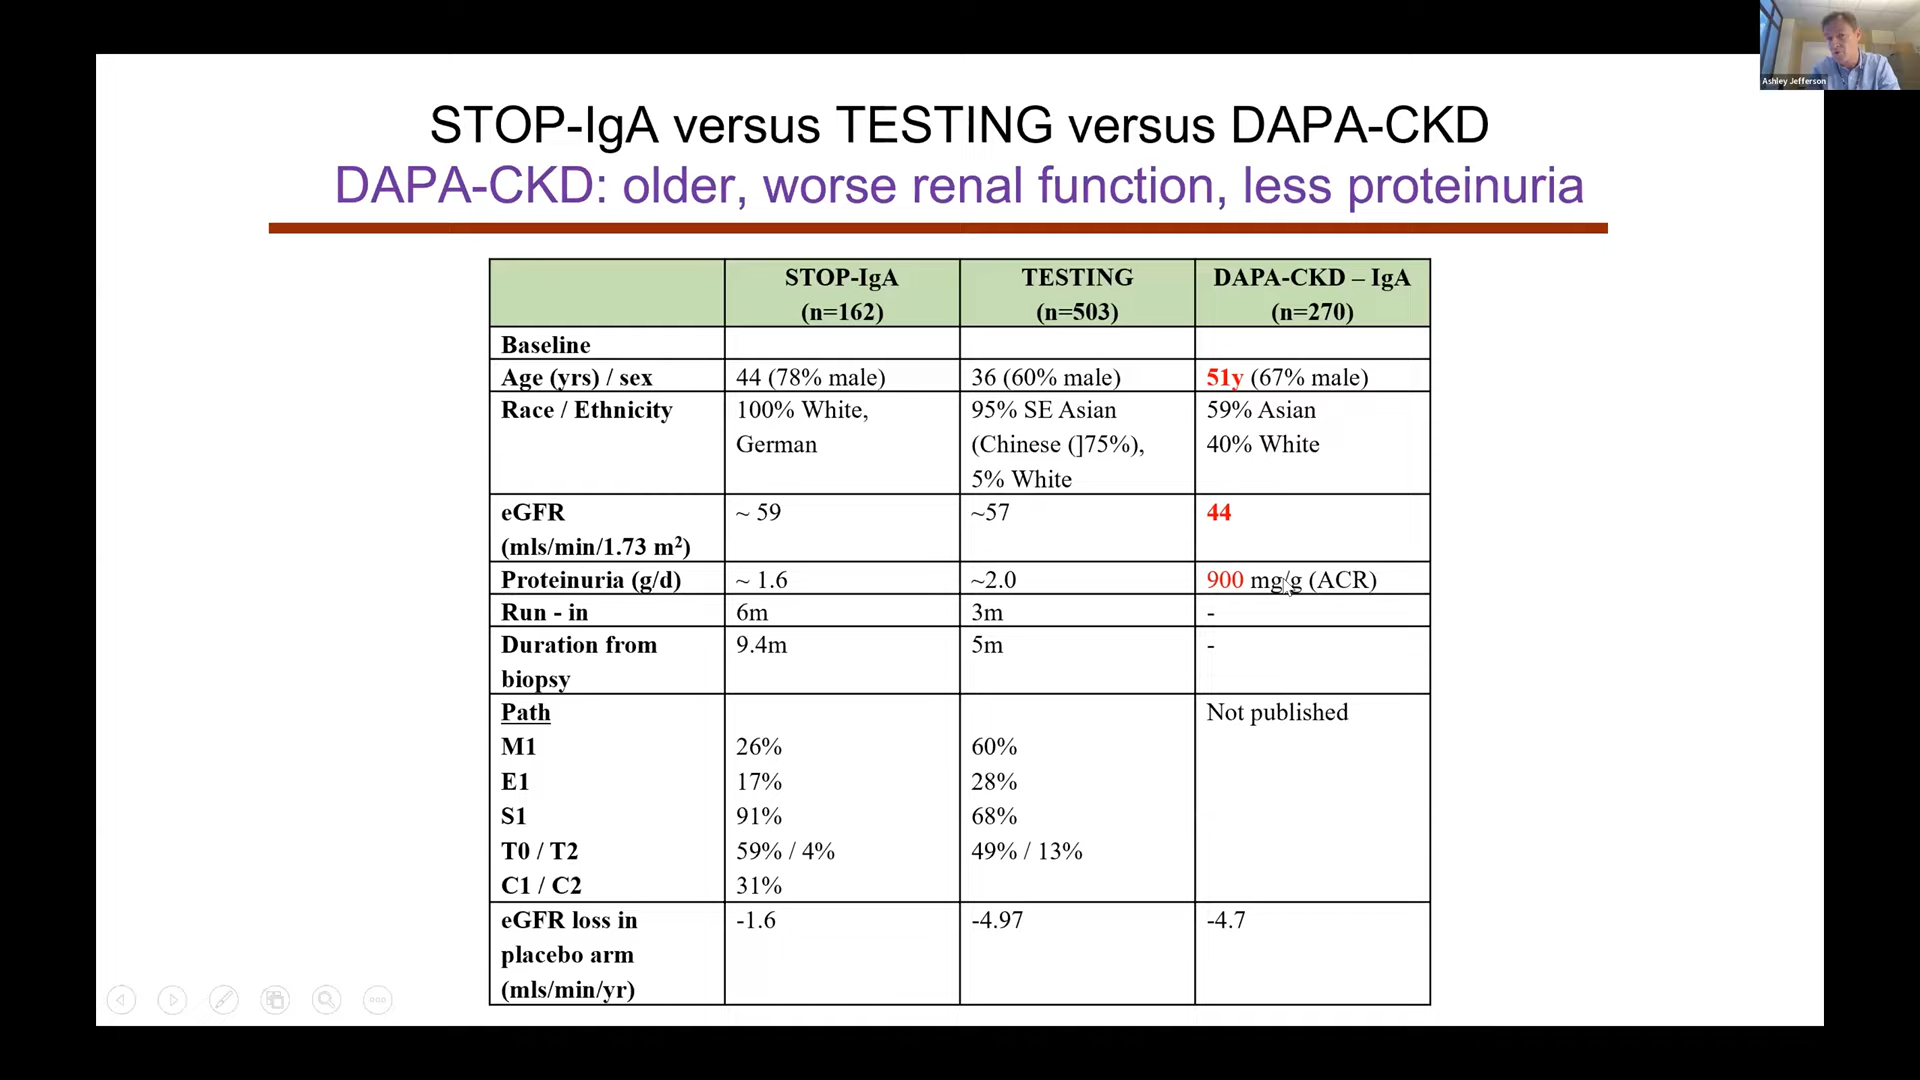 Ashley Jefferson
STOP-IgA versus TESTING versus DAPA-CKD
DAPA-CKD: older, worse renal function, less proteinuria
STOP-IgA TESTING DAPA-CKD – IgA
(n=162) (n=503) (n=270)
Baseline
Age (yrs) / sex 44 (78% male) 36 (60% male) 51y (67% male)
Race / Ethnicity 100% White, 95% SE Asian 59% Asian
German (Chinese (]75%), 40% White
5% White
eGFR ~ 59 ~57 44
(mls/min/1.73 m²)
Proteinuria (g/d) ~ 1.6 ~2.0 900 mg/g (ACR)
Run - in 6m 3m -
Duration from 9.4m 5m -
biopsy
Path Not published
M1 26% 60%
E1 17% 28%
S1 91% 68%
T0 / T2 59% / 4% 49% / 13%
C1 / C2 31%
eGFR loss in -1.6 -4.97 -4.7
placebo arm
(mls/min/yr)